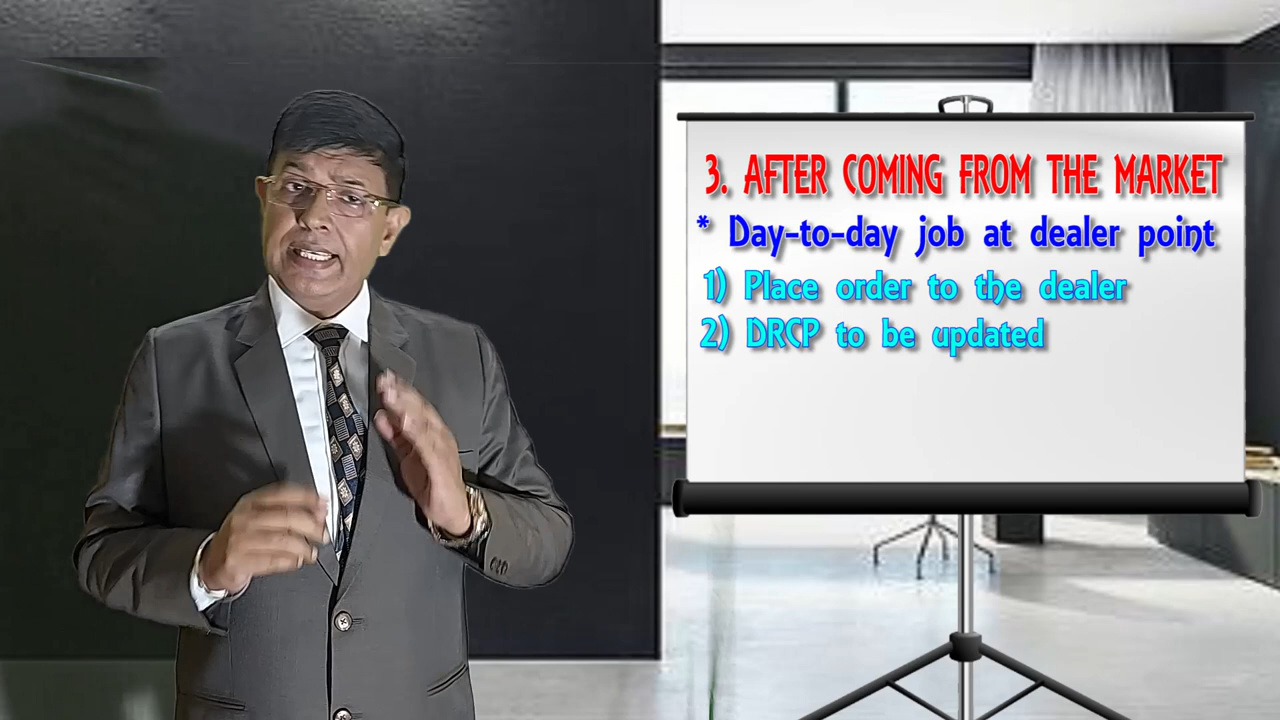 3. AFTER COMING FROM THE MARKET
* Day-to-day job at dealer point
1) Place order to the dealer
2) DRCP to be updated